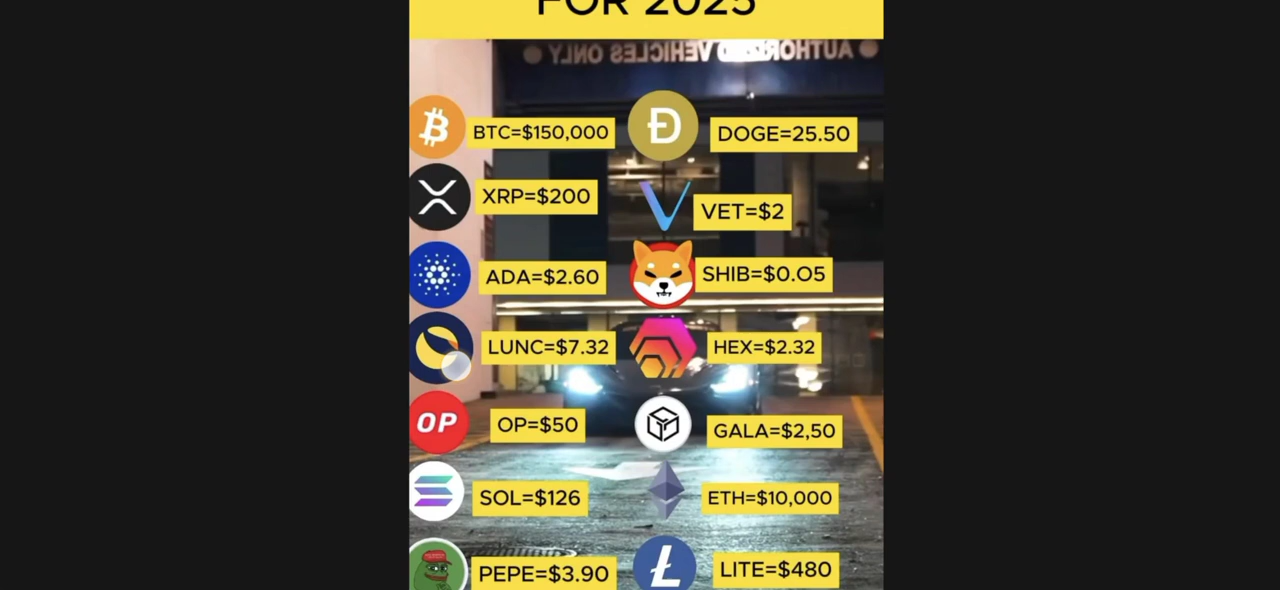 FOR 2025
AUTHORIZED VEHICLES ONLY
BTC=$150,000
DOGE=25.50
XRP=$200
VET=$2
ADA=$2.60
SHIB=$0.O5
LUNC=$7.32
HEX=$2.32
OP
OP=$50
GALA=$2,50
SOL=$126
ETH=$10,000
PEPE=$3.90
LITE=$480